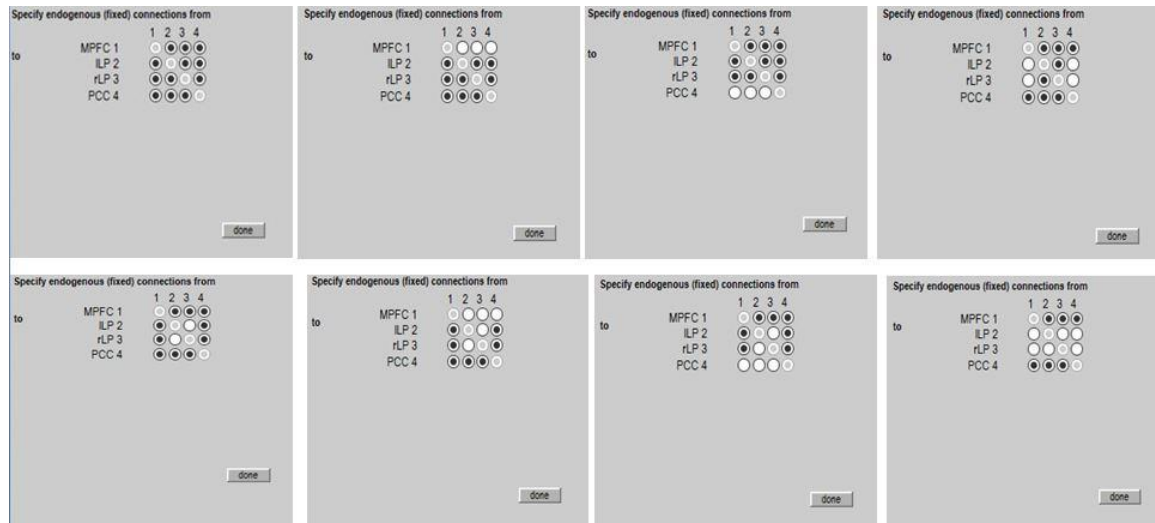 Specify endogenous (fixed) connections from
1 2 3 4
to
MPFC 1
lLP 2
rLP 3
PCC 4
done
Specify endogenous (fixed) connections from
1 2 3 4
to
MPFC 1
lLP 2
rLP 3
PCC 4
done
Specify endogenous (fixed) connections from
1 2 3 4
to
MPFC 1
lLP 2
rLP 3
PCC 4
done
Specify endogenous (fixed) connections from
1 2 3 4
to
MPFC 1
lLP 2
rLP 3
PCC 4
done
Specify endogenous (fixed) connections from
1 2 3 4
to
MPFC 1
lLP 2
rLP 3
PCC 4
done
Specify endogenous (fixed) connections from
1 2 3 4
to
MPFC 1
lLP 2
rLP 3
PCC 4
done
Specify endogenous (fixed) connections from
1 2 3 4
to
MPFC 1
lLP 2
rLP 3
PCC 4
done
Specify endogenous (fixed) connections from
1 2 3 4
to
MPFC 1
lLP 2
rLP 3
PCC 4
done